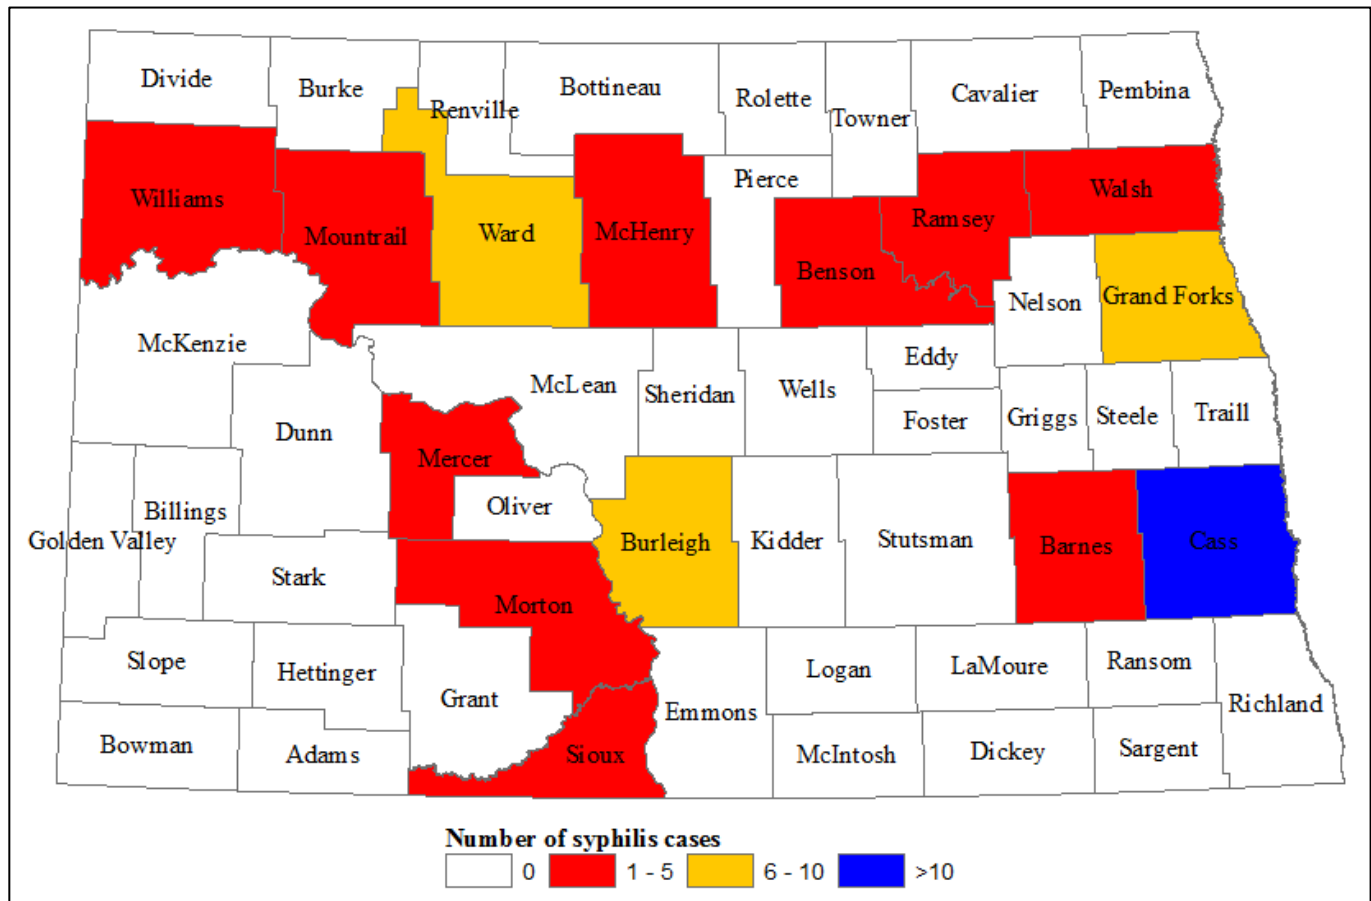 Divide
Burke
Renville
Bottineau
Rolette
Towner
Cavalier
Pembina
Williams
Mountrail
Ward
McHenry
Pierce
Benson
Ramsey
Walsh
Nelson
Grand Forks
McKenzie
Dunn
McLean
Sheridan
Wells
Eddy
Foster
Griggs
Steele
Traill
Mercer
Oliver
Golden Valley
Billings
Stark
Burleigh
Kidder
Stutsman
Barnes
Cass
Morton
Slope
Hettinger
Grant
Emmons
Logan
LaMoure
Ransom
Richland
Bowman
Adams
Sioux
McIntosh
Dickey
Sargent
Number of syphilis cases
0 1 - 5 6 - 10 >10